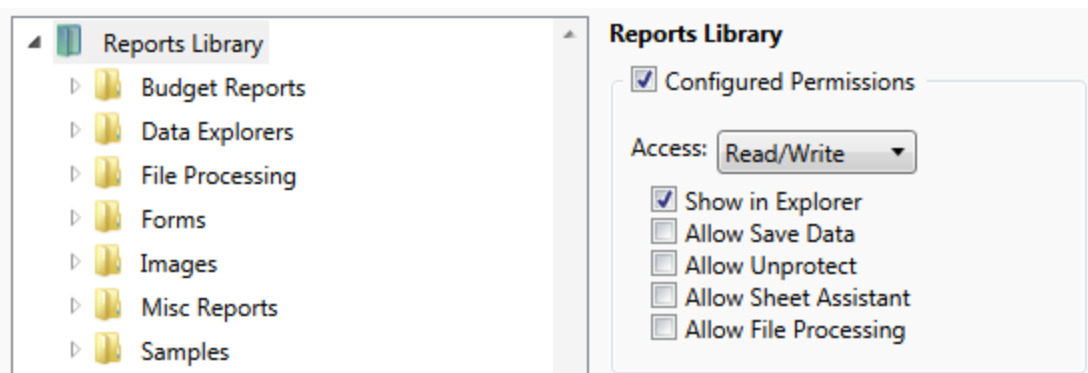 Reports Library
Budget Reports
Data Explorers
File Processing
Forms
Images
Misc Reports
Samples
Reports Library
Configured Permissions
Access: Read/Write
Show in Explorer
Allow Save Data
Allow Unprotect
Allow Sheet Assistant
Allow File Processing